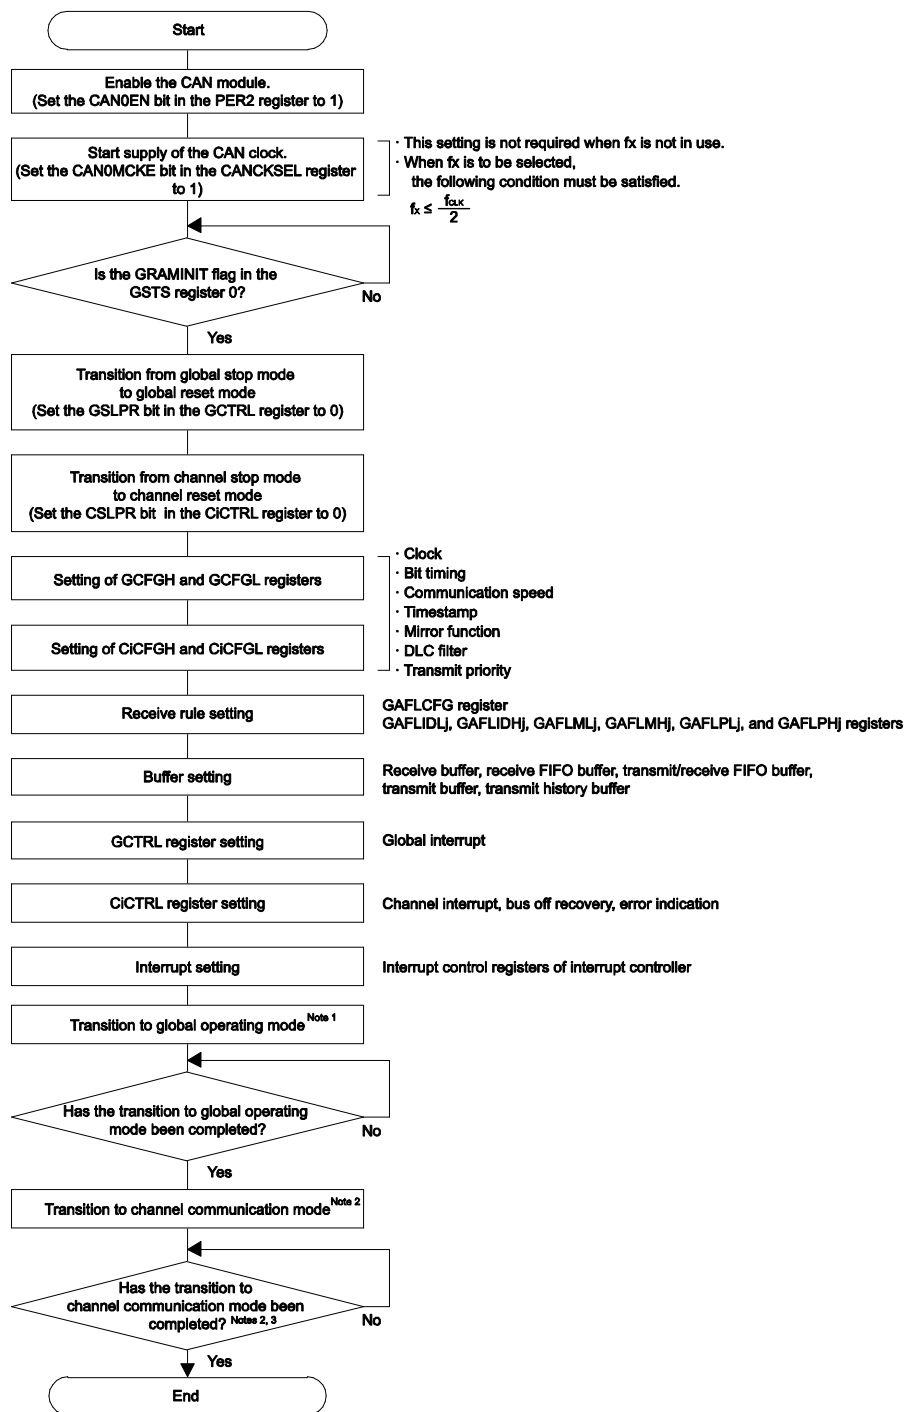 Start
Enable the CAN module.
(Set the CAN0EN bit in the PER2 register to 1)
Start supply of the CAN clock.
(Set the CAN0MCKE bit in the CANCKSEL register
to 1)
· This setting is not required when fx is not in use.
· When fx is to be selected,
the following condition must be satisfied.
fx ≤ fCLK
2
Is the GRAMINIT flag in the
GSTS register 0?
No
Yes
Transition from global stop mode
to global reset mode
(Set the GSLPR bit in the GCTRL register to 0)
Transition from channel stop mode
to channel reset mode
(Set the CSLPR bit in the CiCTRL register to 0)
Setting of GCFGH and GCFGL registers
Setting of CiCFGH and CiCFGL registers
· Clock
· Bit timing
· Communication speed
· Timestamp
· Mirror function
· DLC filter
· Transmit priority
Receive rule setting
GAFLCFG register
GAFLIDLj, GAFLIDHj, GAFLMLj, GAFLMHj, GAFLPLj, and GAFLPHj registers
Buffer setting
Receive buffer, receive FIFO buffer, transmit/receive FIFO buffer,
transmit buffer, transmit history buffer
GCTRL register setting
Global interrupt
CiCTRL register setting
Channel interrupt, bus off recovery, error indication
Interrupt setting
Interrupt control registers of interrupt controller
Transition to global operating mode Note 1
Has the transition to global operating
mode been completed?
No
Yes
Transition to channel communication mode Note 2
Has the transition to
channel communication mode been
completed? Notes 2, 3
No
Yes
End